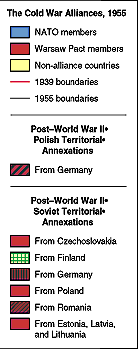 The Cold War Alliances, 1955
NATO members
Warsaw Pact members
Non-alliance countries
1939 boundaries
1955 boundaries
Post–World War II•
Polish Territorial•
Annexations
From Germany
Post–World War II•
Soviet Territorial•
Annexations
From Czechoslovakia
From Finland
From Germany
From Poland
From Romania
From Estonia, Latvia,
and Lithuania